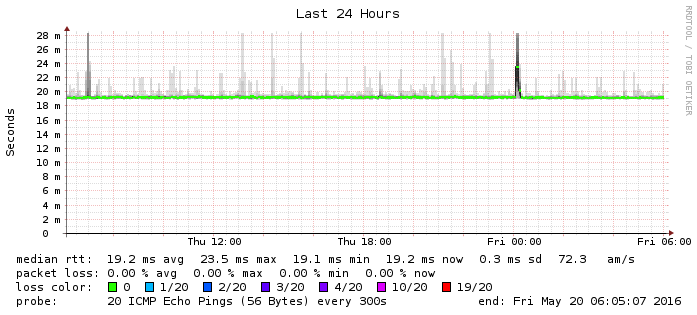 Last 24 Hours
RRDTOOL / TOBI OETIKER
Seconds
28 m
26 m
24 m
22 m
20 m
18 m
16 m
14 m
12 m
10 m
8 m
6 m
4 m
2 m
0
Thu 12:00 Thu 18:00 Fri 00:00 Fri 06:00
median rtt: 19.2 ms avg 23.5 ms max 19.1 ms min 19.2 ms now 0.3 ms sd 72.3 am/s
packet loss: 0.00 % avg 0.00 % max 0.00 % min 0.00 % now
loss color: 0 1/20 2/20 3/20 4/20 10/20 19/20
probe: 20 ICMP Echo Pings (56 Bytes) every 300s end: Fri May 20 06:05:07 2016